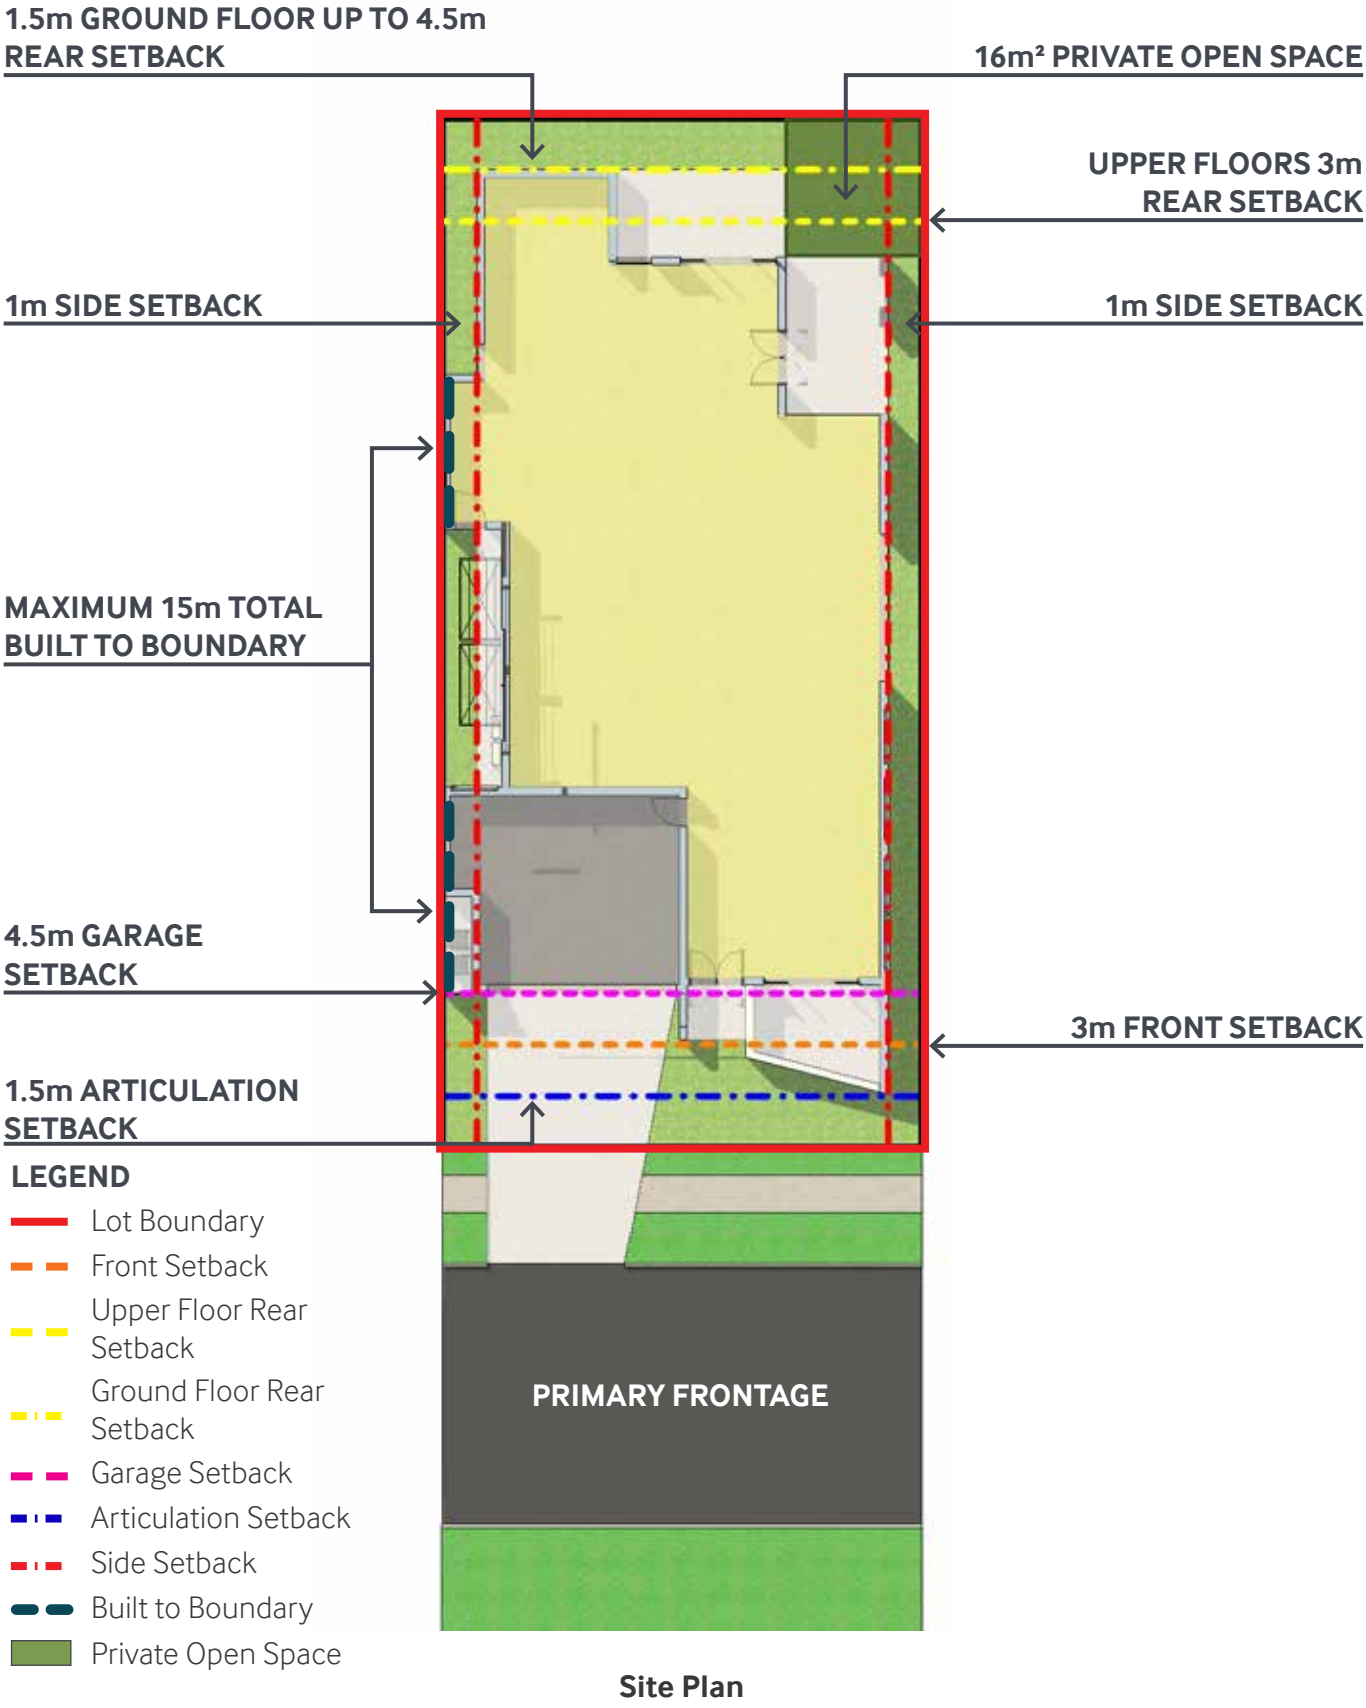 1.5m GROUND FLOOR UP TO 4.5m
REAR SETBACK
16m² PRIVATE OPEN SPACE
UPPER FLOORS 3m
REAR SETBACK
1m SIDE SETBACK
1m SIDE SETBACK
MAXIMUM 15m TOTAL
BUILT TO BOUNDARY
4.5m GARAGE
SETBACK
3m FRONT SETBACK
1.5m ARTICULATION
SETBACK
LEGEND
Lot Boundary
Front Setback
Upper Floor Rear
Setback
Ground Floor Rear
Setback
Garage Setback
Articulation Setback
Side Setback
Built to Boundary
Private Open Space
PRIMARY FRONTAGE
Site Plan